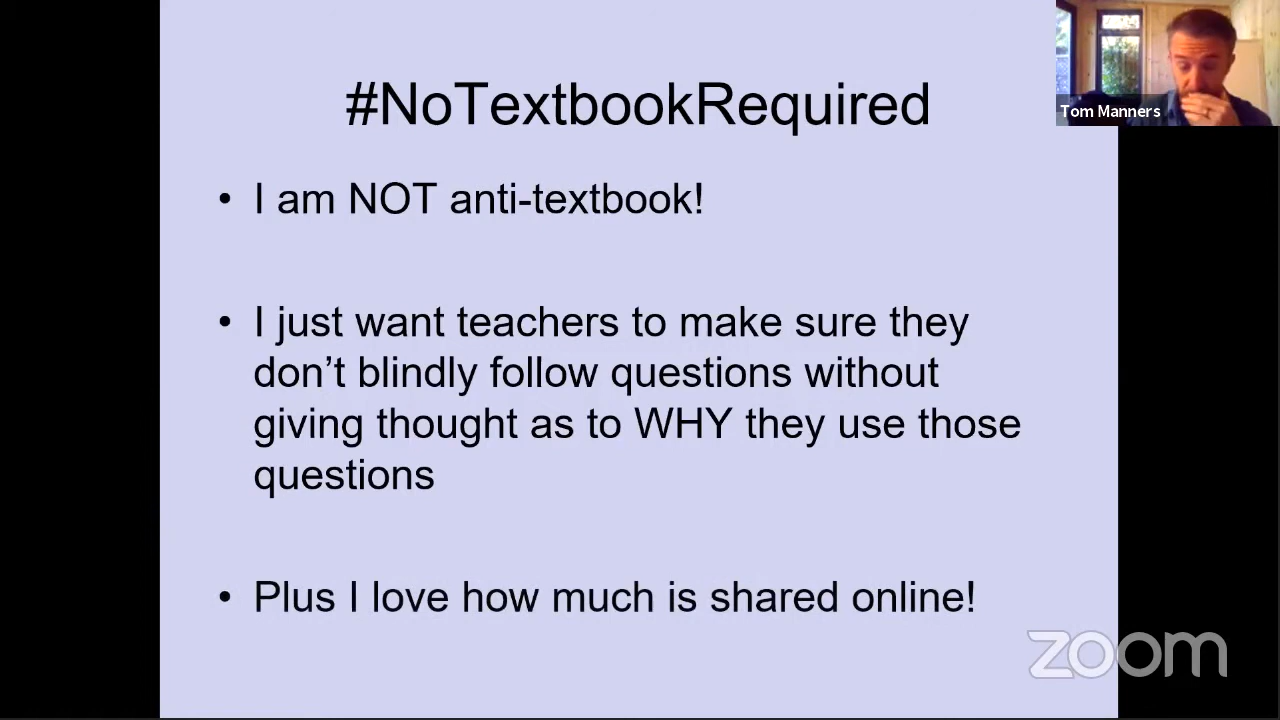 #NoTextbookRequired
Tom Manners
• I am NOT anti-textbook!
• I just want teachers to make sure they
don’t blindly follow questions without
giving thought as to WHY they use those
questions
• Plus I love how much is shared online!
zoom